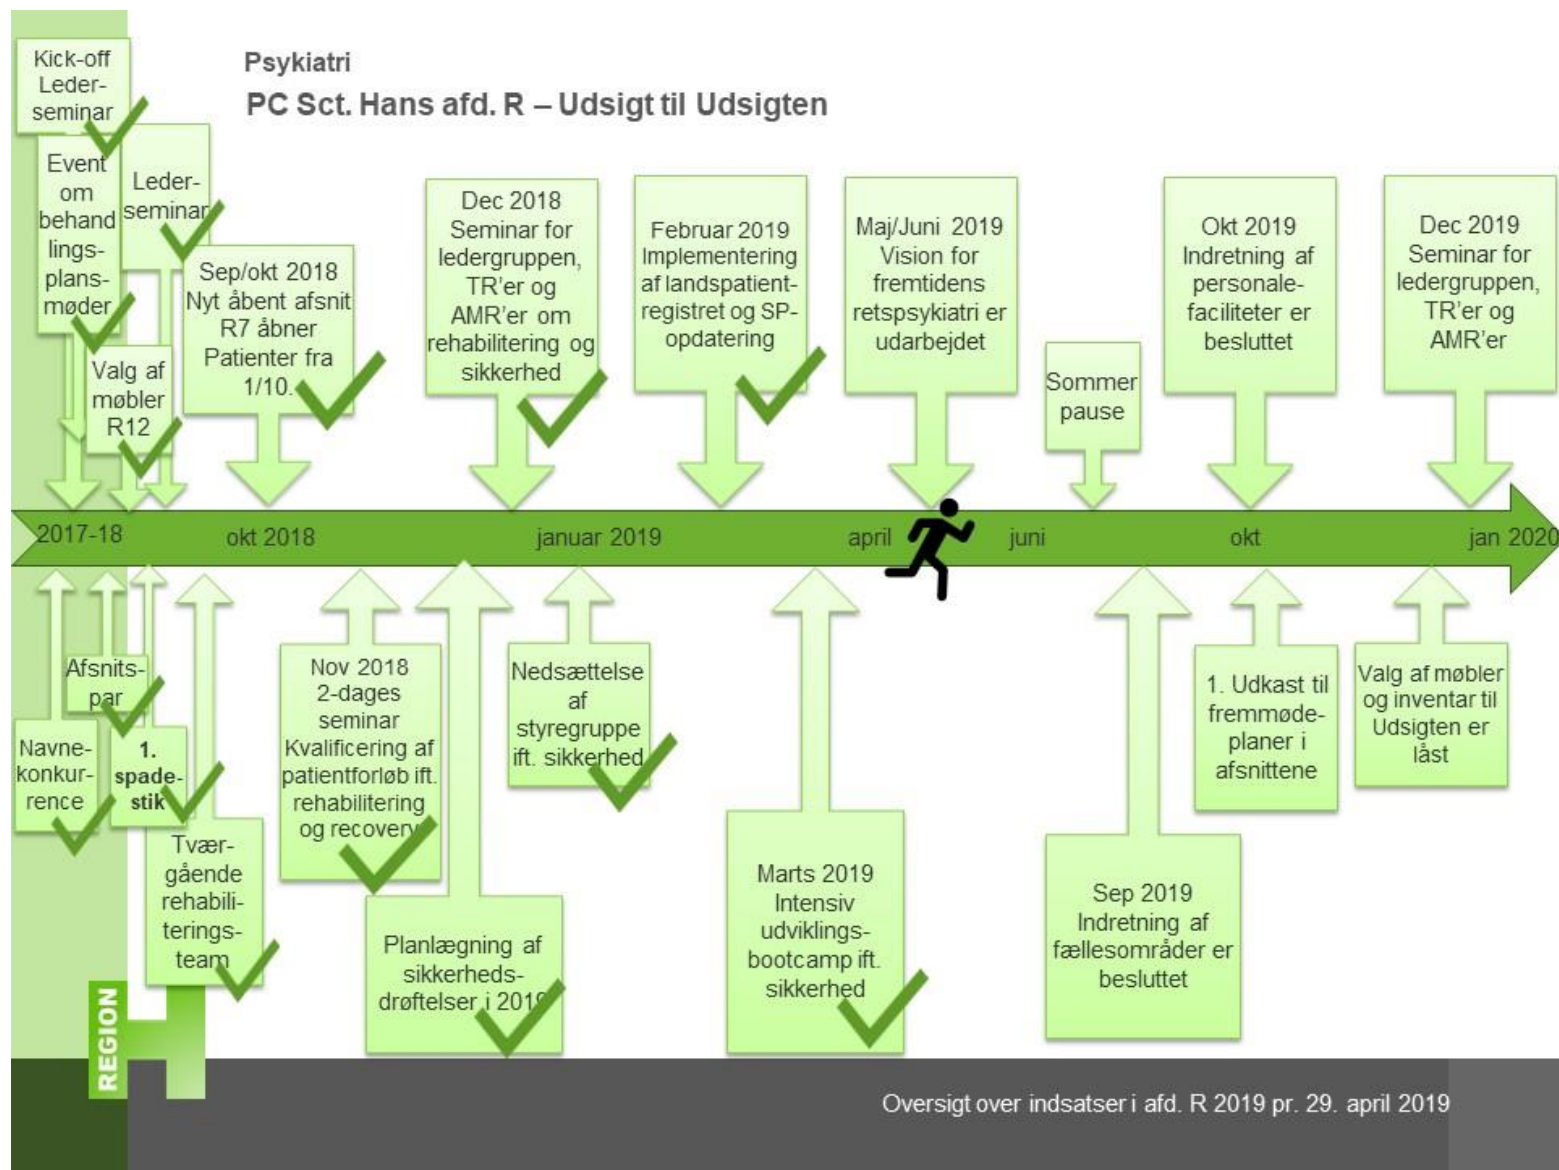 Psykiatri
PC Sct. Hans afd. R – Udsigt til Udsigten
Kick-off
Leder-
seminar
Event
om
behand
lings-
plans-
møder
Leder-
seminar
Valg af
møbler
R12
Sep/okt 2018
Nyt åbent afsnit
R7 åbner
Patienter fra
1/10.
Dec 2018
Seminar for
ledergruppen,
TR’er og
AMR’er om
rehabilitering og
sikkerhed
Februar 2019
Implementering
af landspatient-
registret og SP-
opdatering
Maj/Juni 2019
Vision for
fremtidens
retspsykiatri er
udarbejdet
Sommer
pause
Okt 2019
Indretning af
personale-
faciliteter er
besluttet
Dec 2019
Seminar for
ledergruppen,
TR’er og
AMR’er
2017-18
okt 2018
januar 2019
april
juni
okt
jan 2020
Navne-
konkur-
rence
Afsnits-
par
1.
spade-
stik
Tvær-
gående
rehabili-
terings-
team
Nov 2018
2-dages
seminar
Kvalificering af
patientforløb ift.
rehabilitering
og recovery
Planlægning af
sikkerheds-
drøftelser i 2019
Nedsættelse
af
styregruppe
ift. sikkerhed
Marts 2019
Intensiv
udviklings-
bootcamp ift.
sikkerhed
Sep 2019
Indretning af
fællesområder er
besluttet
1. Udkast til
fremmøde-
planer i
afsnittene
Valg af møbler
og inventar til
Udsigten er
låst
REGION
Oversigt over indsatser i afd. R 2019 pr. 29. april 2019